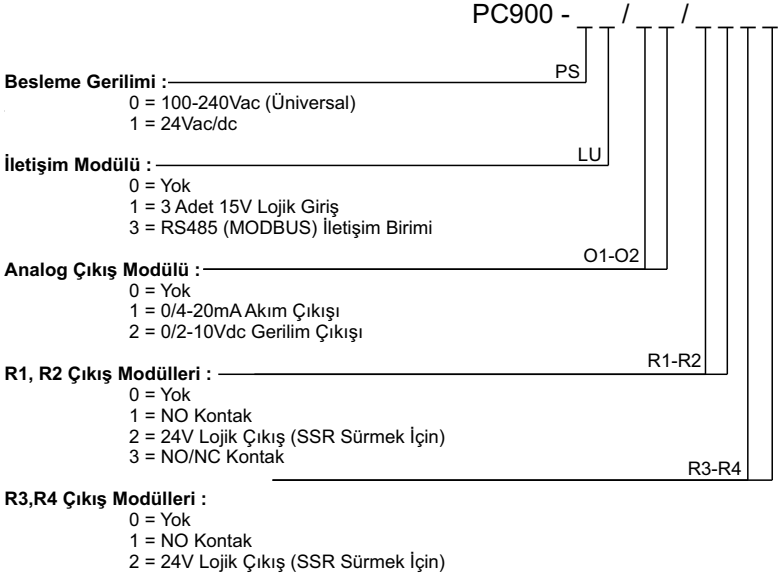 PC900 - _ _ / _ _ / _ _ _ _
PS
Besleme Gerilimi :
0 = 100-240Vac (Üniversal)
1 = 24Vac/dc
LU
İletişim Modülü :
0 = Yok
1 = 3 Adet 15V Lojik Giriş
3 = RS485 (MODBUS) İletişim Birimi
O1-O2
Analog Çıkış Modülü :
0 = Yok
1 = 0/4-20mA Akım Çıkışı
2 = 0/2-10Vdc Gerilim Çıkışı
R1-R2
R1, R2 Çıkış Modülleri :
0 = Yok
1 = NO Kontak
2 = 24V Lojik Çıkış (SSR Sürmek İçin)
3 = NO/NC Kontak
R3-R4
R3,R4 Çıkış Modülleri :
0 = Yok
1 = NO Kontak
2 = 24V Lojik Çıkış (SSR Sürmek İçin)